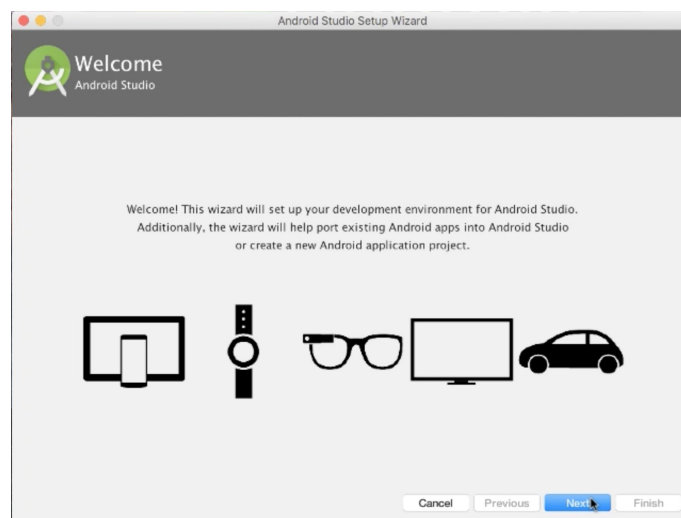 Android Studio Setup Wizard
Welcome
Android Studio
Welcome! This wizard will set up your development environment for Android Studio.
Additionally, the wizard will help port existing Android apps into Android Studio
or create a new Android application project.
Cancel Previous Next Finish